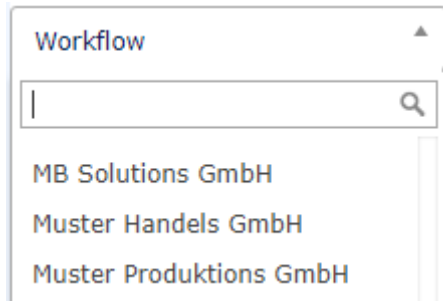 Workflow
MB Solutions GmbH
Muster Handels GmbH
Muster Produktions GmbH